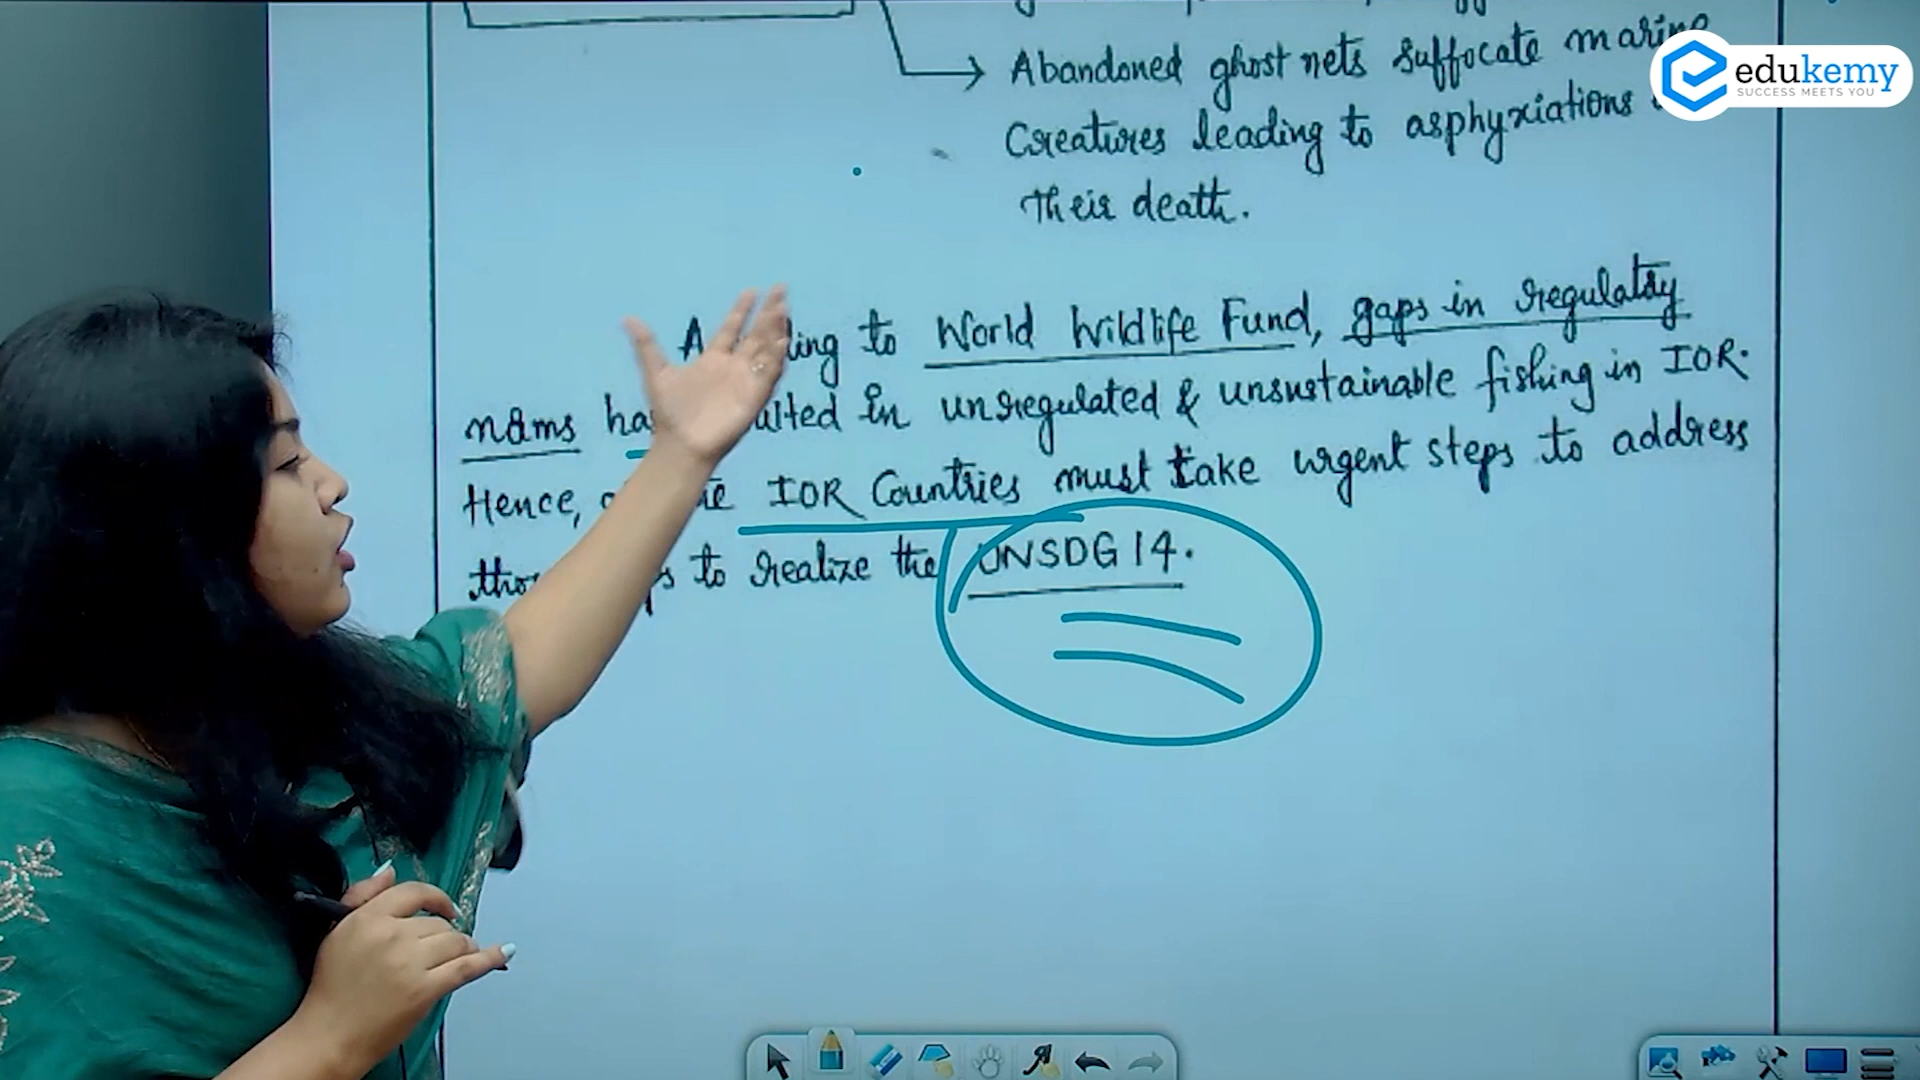 Abandoned ghost nets suffocate marine
Creatures leading to asphyxiations
their death.
to World Wildlife Fund, gaps in regulatory
norms in unregulated & unsustainable fishing in IOR.
Hence, IOR Countries must take urgent steps to address
to realize the UNSDG 14.
edukemy
SUCCESS MEETS YOU